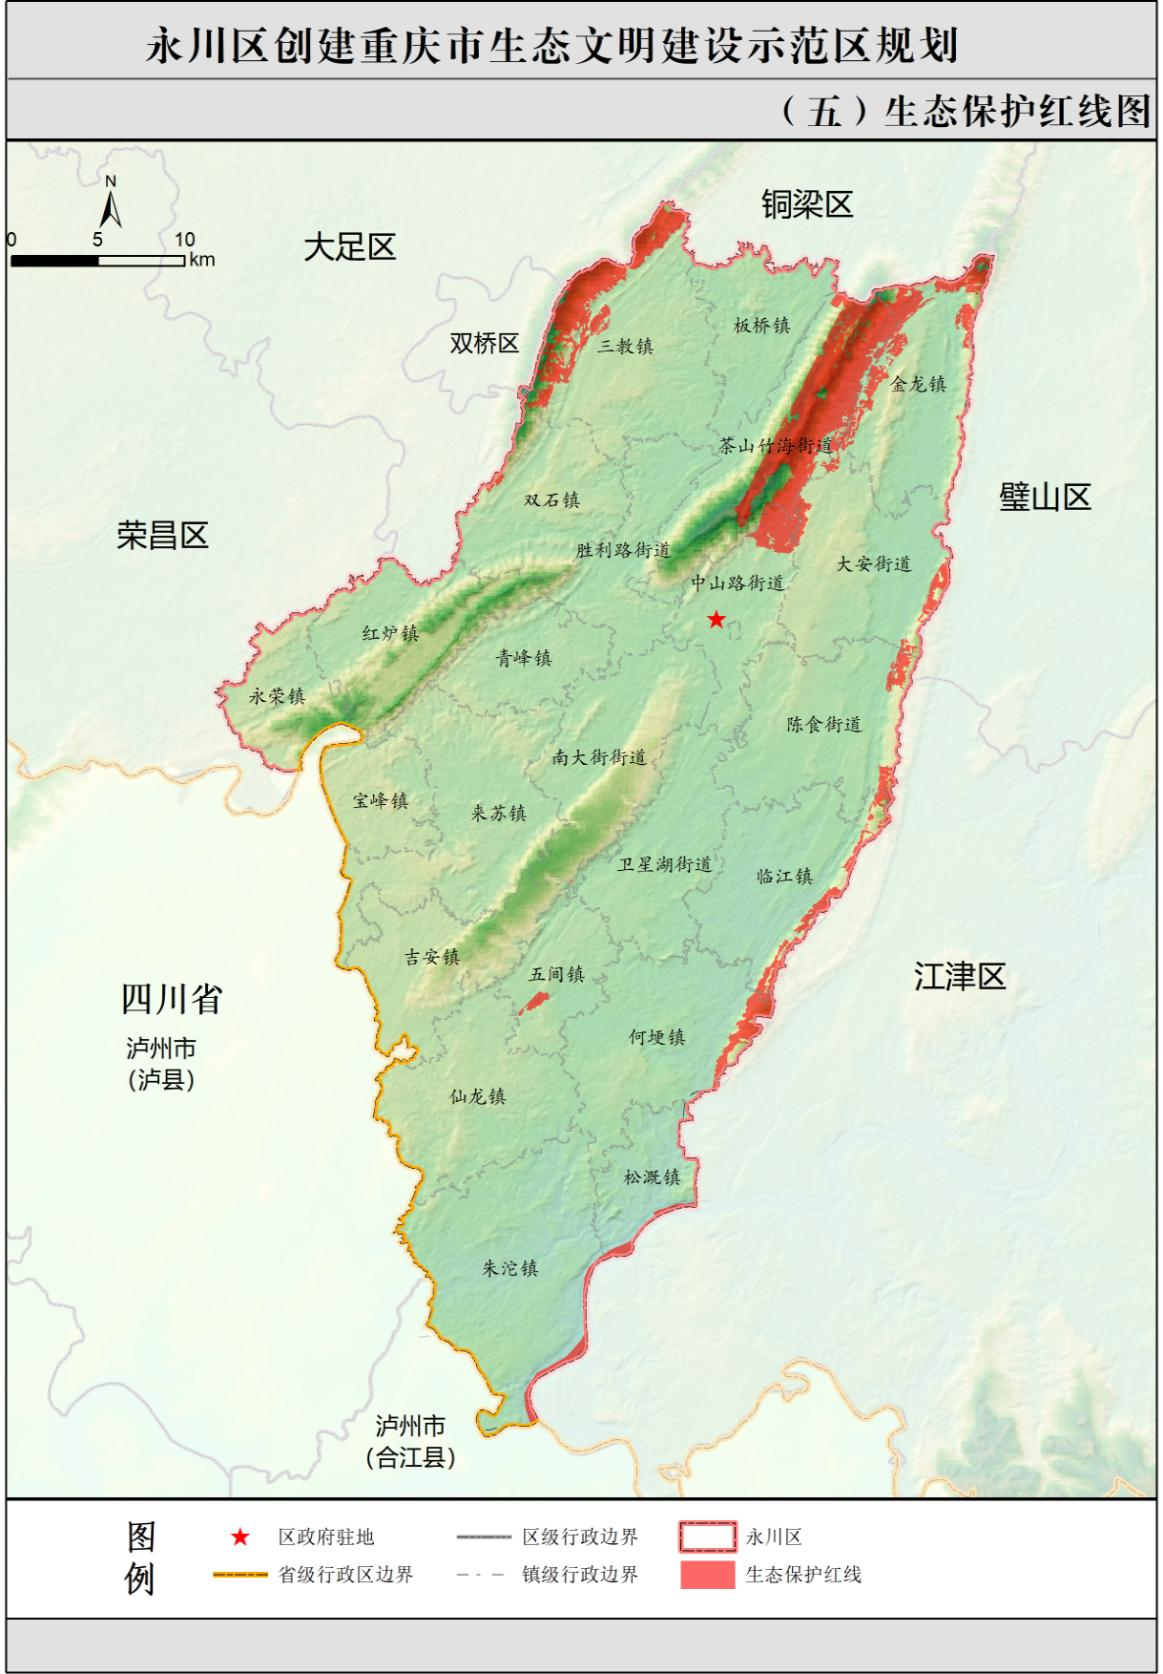 永川区创建重庆市生态文明建设示范区规划
（五）生态保护红线图
N
0 5 10
km
铜梁区
大足区
双桥区
板桥镇
三教镇
金龙镇
茶山竹海街道
璧山区
双石镇
荣昌区
胜利路街道
大安街道
中山路街道
红炉镇
青峰镇
永荣镇
陈食街道
南大街街道
宝峰镇
来苏镇
卫星湖街道
临江镇
吉安镇
五间镇
江津区
四川省
泸州市
（泸县）
何埂镇
仙龙镇
松溉镇
朱沱镇
泸州市
（合江县）
图例
区政府驻地
区级行政边界
永川区
省级行政区边界
镇级行政边界
生态保护红线